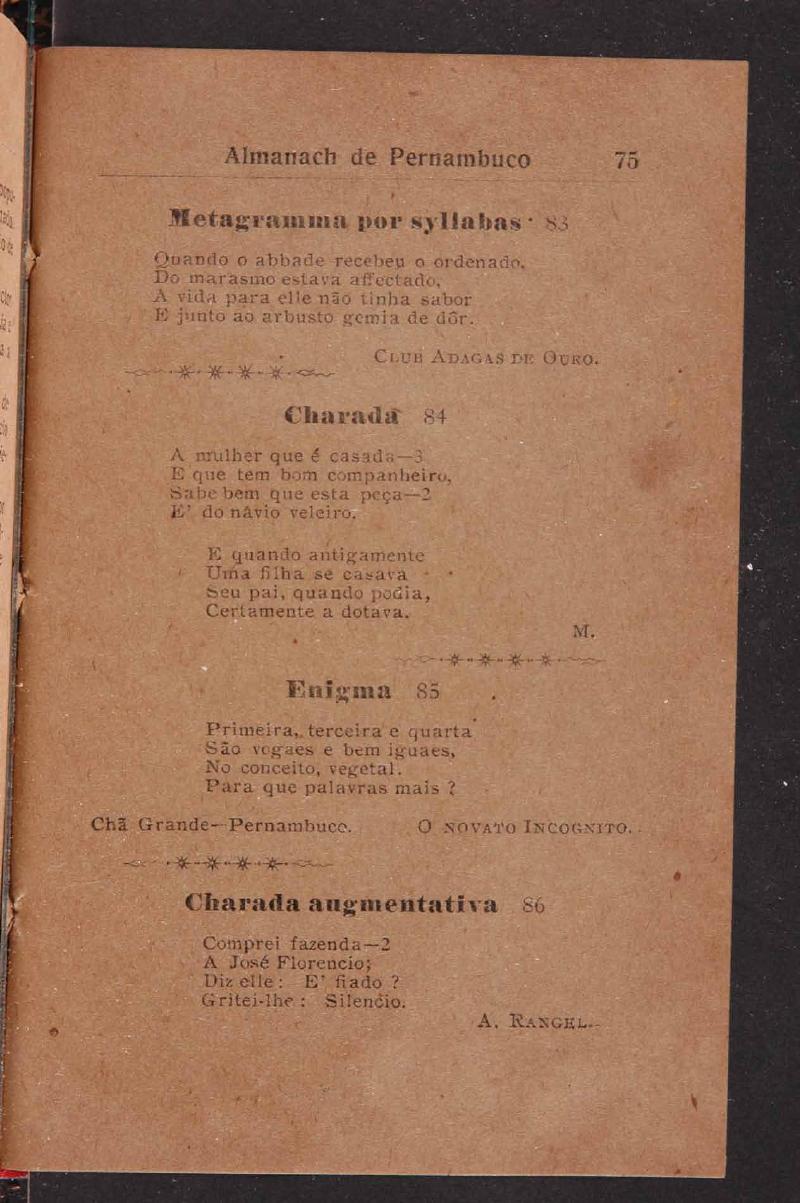 Almanach de Pernambuco 75
Metagramma por syllabas 83
Quando o abbade recebeu o ordenado,
Do marasmo estava affectado,
A vida para elle não tinha sabor
E junto ao arbusto gemia de dôr.
CLUB ADAGAS DE OURO.
Charada 84
A mulher que é casada—3
E que tem bom companheiro,
Sabe bem que esta peça—2
E' do návio veleiro.
E quando antigamente
Uma filha se casava
Seu pai, quando podia,
Certamente a dotava.
M.
Enigma 85
Primeira, terceira e quarta
São vogaes e bem iguaes,
No conceito, vegetal.
Para que palavras mais ?
Chã Grande—Pernambuco. O NOVATO INCOGNITO.
Charada augmentativa 86
Comprei fazenda—2
A José Florencio;
Diz elle: E' fiado ?
Gritei-lhe : Silencio.
A. RANGEL.